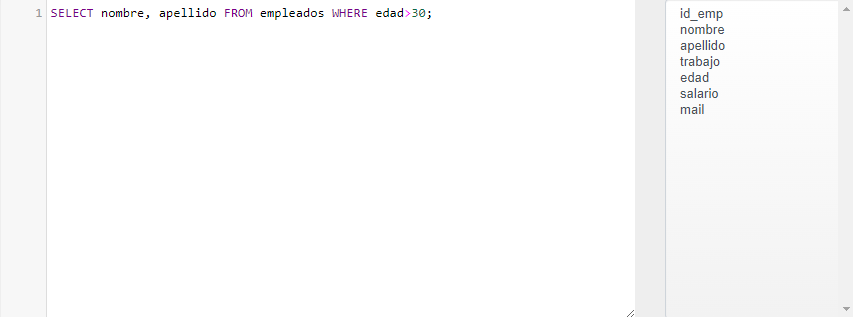 1 SELECT nombre, apellido FROM empleados WHERE edad>30;
id_emp
nombre
apellido
trabajo
edad
salario
mail